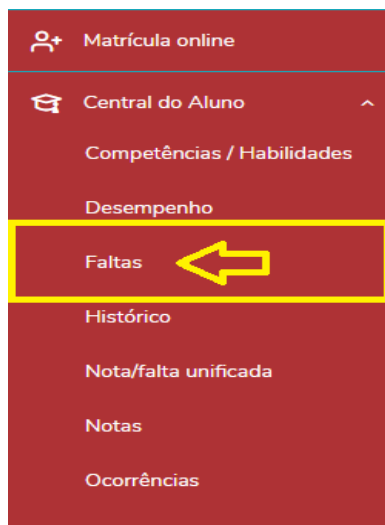 Matrícula online
Central do Aluno
Competências / Habilidades
Desempenho
Faltas
Histórico
Nota/falta unificada
Notas
Ocorrências